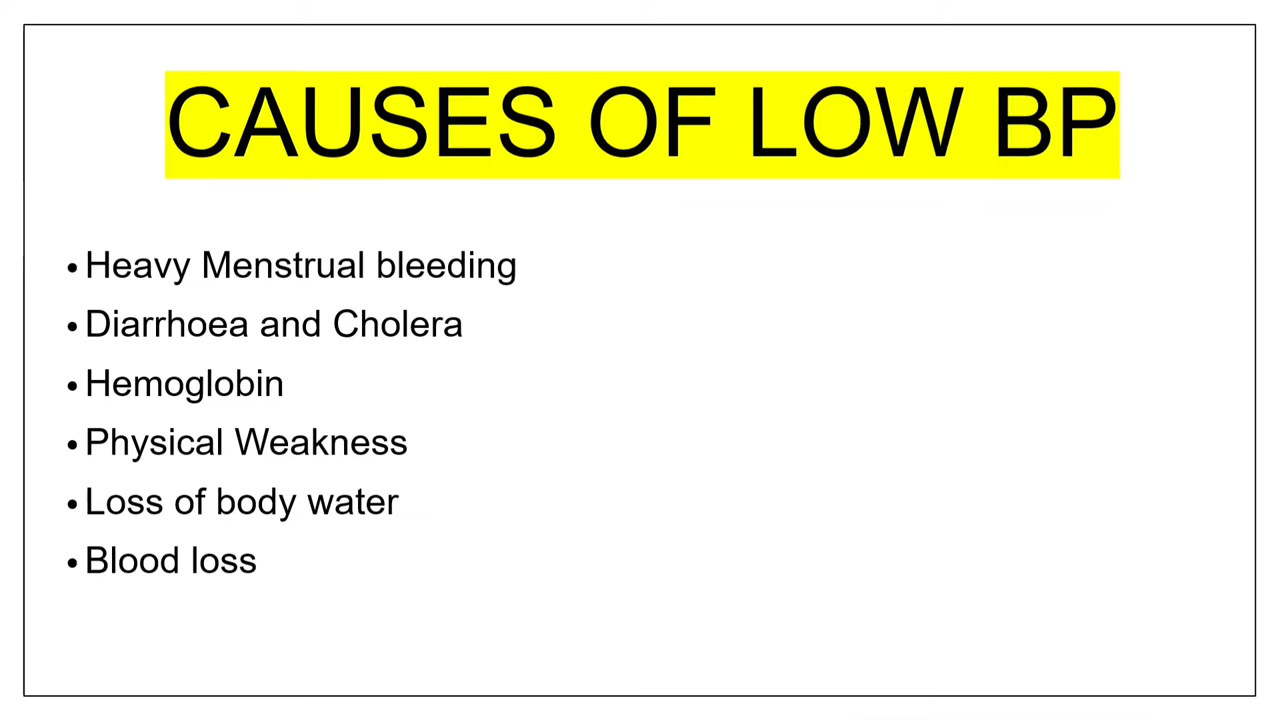 CAUSES OF LOW BP
• Heavy Menstrual bleeding
• Diarrhoea and Cholera
• Hemoglobin
• Physical Weakness
• Loss of body water
• Blood loss